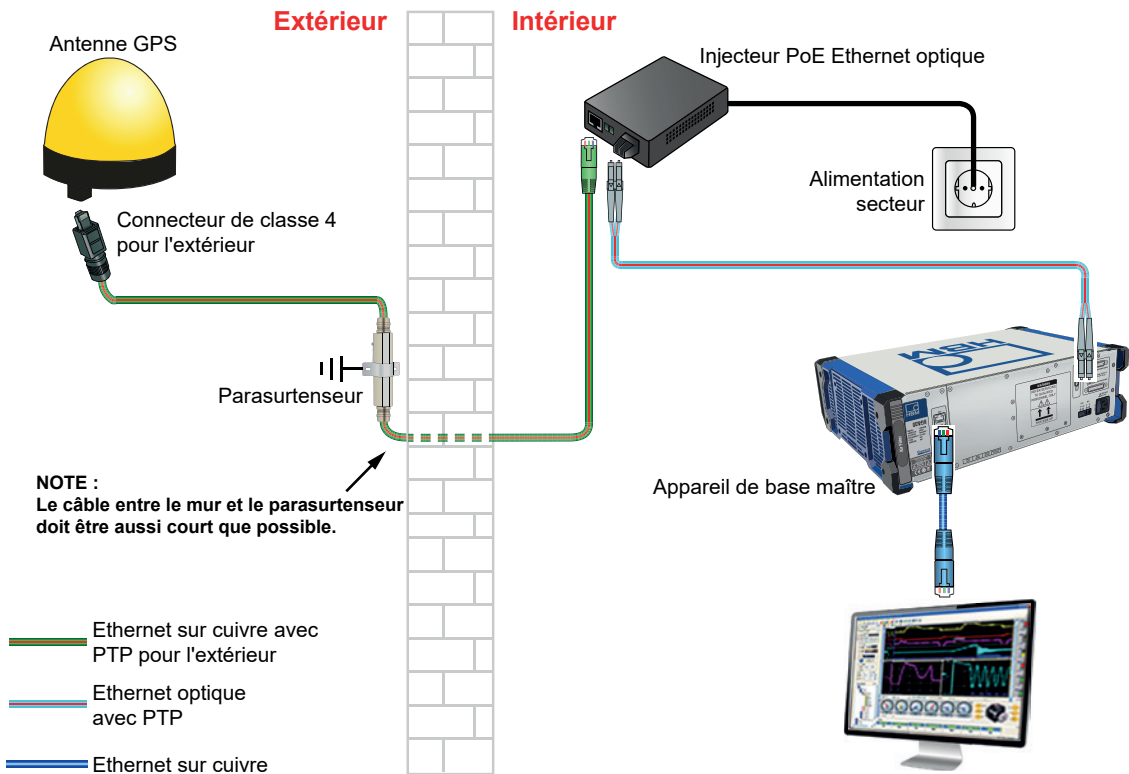 Extérieur
Intérieur
Antenne GPS
Injecteur PoE Ethernet optique
Alimentation
secteur
Connecteur de classe 4
pour l'extérieur
Parasurtenseur
HBM
Appareil de base maître
NOTE :
Le câble entre le mur et le parasurtenseur
doit être aussi court que possible.
Ethernet sur cuivre avec
PTP pour l'extérieur
Ethernet optique
avec PTP
Ethernet sur cuivre